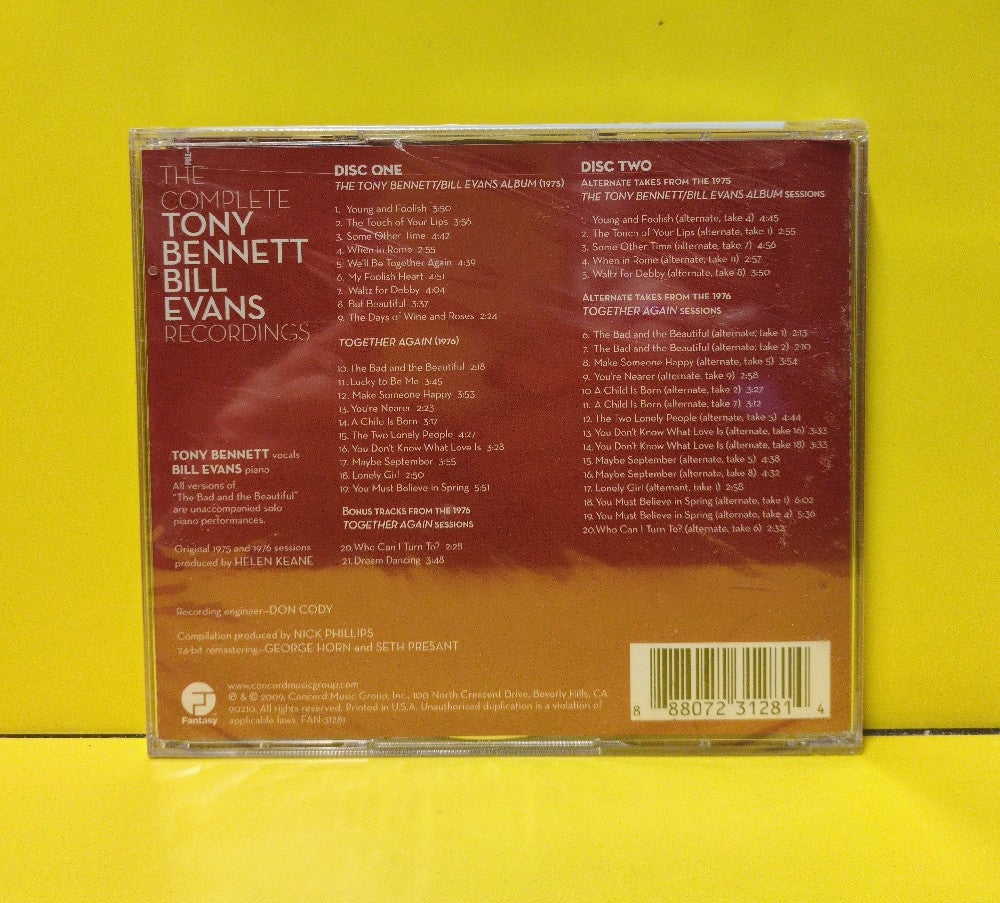 THE
COMPLETE
TONY
BENNETT
BILL
EVANS
RECORDINGS
TONY BENNETT vocals
BILL EVANS piano
All versions of
"The Bad and the Beautiful"
are unaccompanied solo
piano performances.
Original 1975 and 1976 sessions
produced by HELEN KEANE
DISC ONE
THE TONY BENNETT/BILL EVANS ALBUM (1975)
1. Young and Foolish 3:50
2. The Touch of Your Lips 3:56
3. Some Other Time 4:42
4. When in Rome 2:55
5. We'll Be Together Again 4:39
6. My Foolish Heart 4:51
7. Waltz for Debby 4:04
8. But Beautiful 3:37
9. The Days of Wine and Roses 2:24
TOGETHER AGAIN (1976)
10. The Bad and the Beautiful 2:18
11. Lucky to Be Me 3:45
12. Make Someone Happy 3:53
13. You're Nearer 2:23
14. A Child Is Born 3:17
15. The Two Lonely People 4:27
16. You Don't Know What Love Is 3:28
17. Maybe September 3:55
18. Lonely Girl 2:50
19. You Must Believe in Spring 5:51
BONUS TRACKS FROM THE 1976
TOGETHER AGAIN SESSIONS
20. Who Can I Turn To? 2:28
21. Dream Dancing 3:48
DISC TWO
ALTERNATE TAKES FROM THE 1975
THE TONY BENNETT/BILL EVANS ALBUM SESSIONS
1. Young and Foolish (alternate, take 4) 4:45
2. The Touch of Your Lips (alternate, take 1) 2:55
3. Some Other Time (alternate, take 7) 4:56
4. When in Rome (alternate, take 11) 2:57
5. Waltz for Debby (alternate, take 8) 3:50
ALTERNATE TAKES FROM THE 1976
TOGETHER AGAIN SESSIONS
6. The Bad and the Beautiful (alternate, take 1) 2:13
7. The Bad and the Beautiful (alternate, take 2) 2:10
8. Make Someone Happy (alternate, take 5) 3:54
9. You're Nearer (alternate, take 9) 2:58
10. A Child Is Born (alternate, take 2) 3:27
11. A Child Is Born (alternate, take 7) 3:12
12. The Two Lonely People (alternate, take 5) 4:44
13. You Don't Know What Love Is (alternate, take 16) 3:33
14. You Don't Know What Love Is (alternate, take 18) 3:33
15. Maybe September (alternate, take 5) 4:38
16. Maybe September (alternate, take 8) 4:32
17. Lonely Girl (alternant, take 1) 2:58
18. You Must Believe in Spring (alternate, take 1) 6:02
19. You Must Believe in Spring (alternate, take 4) 5:36
20. Who Can I Turn To? (alternate, take 6) 2:32
Recording engineer—DON CODY
Compilation produced by NICK PHILLIPS
24-bit remastering—GEORGE HORN and SETH PRESANT
Fantasy
www.concordmusicgroup.com
℗ & © 2009, Concord Music Group, Inc., 100 North Crescent Drive, Beverly Hills, CA
90210. All rights reserved. Printed in U.S.A. Unauthorized duplication is a violation of
applicable laws. FAN-31281
8 88072 31281 4